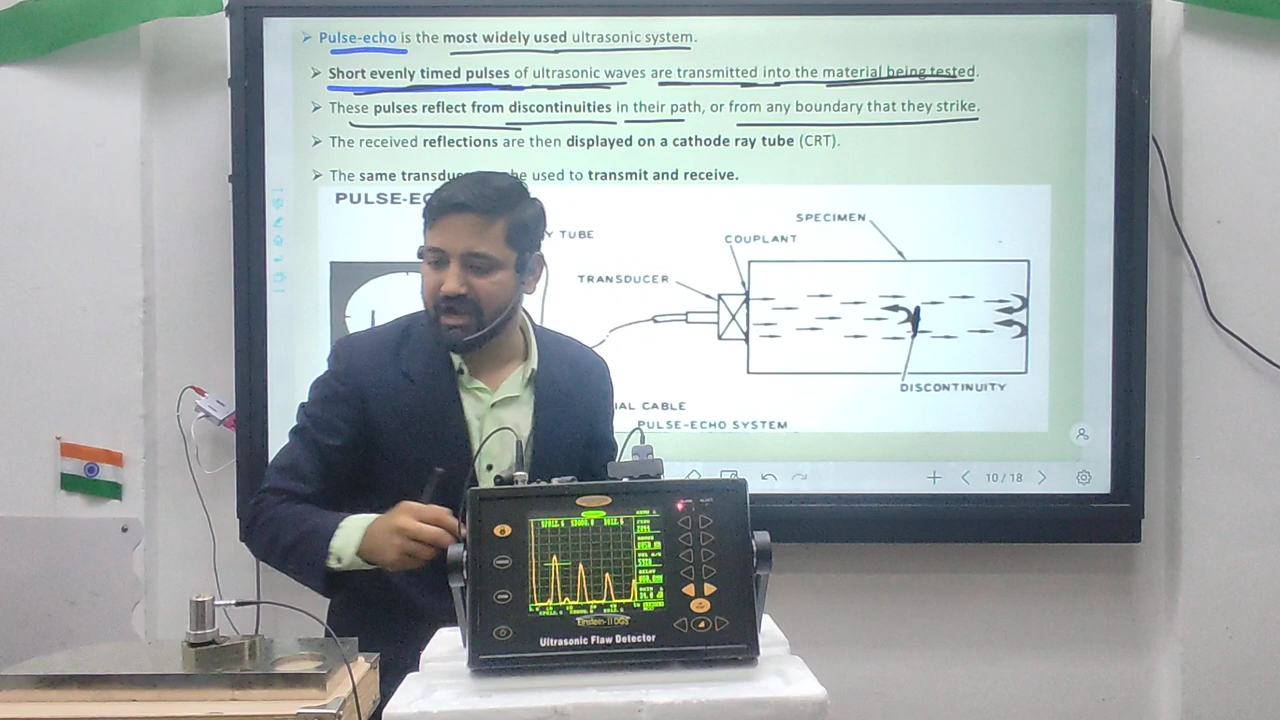 Pulse-echo is the most widely used ultrasonic system.
Short evenly timed pulses of ultrasonic waves are transmitted into the material being tested.
These pulses reflect from discontinuities in their path, or from any boundary that they strike.
The received reflections are then displayed on a cathode ray tube (CRT).
The same be used to transmit and receive.
PULSE-
SPECIMEN
TUBE
COUPLANT
TRANSDUCER
DISCONTINUITY
CABLE
PULSE-ECHO SYSTEM
10/18
Einstein-II DGS
Ultrasonic Flaw Detector